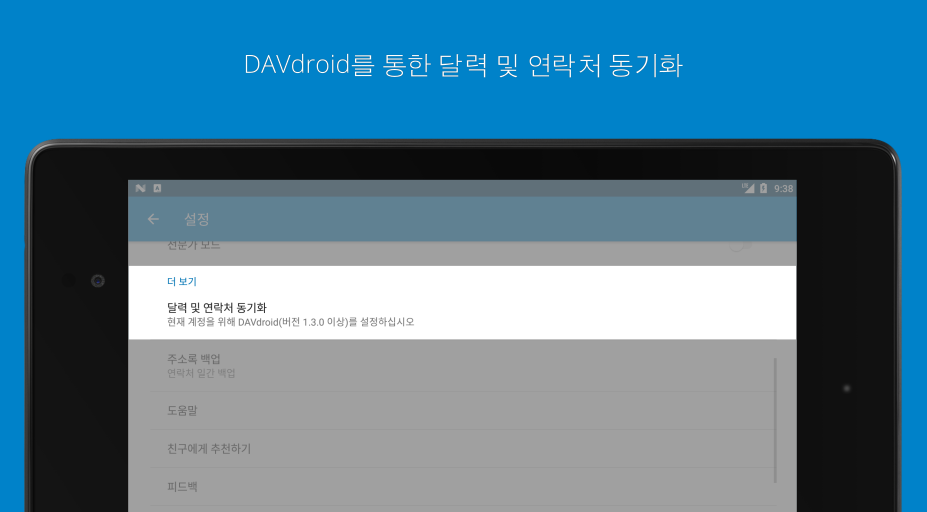 DAVdroid를 통한 달력 및 연락처 동기화
9:38
설정
전문가 모드
더 보기
달력 및 연락처 동기화
현재 계정을 위해 DAVdroid(버전 1.3.0 이상)를 설정하십시오
주소록 백업
연락처 일간 백업
도움말
친구에게 추천하기
피드백